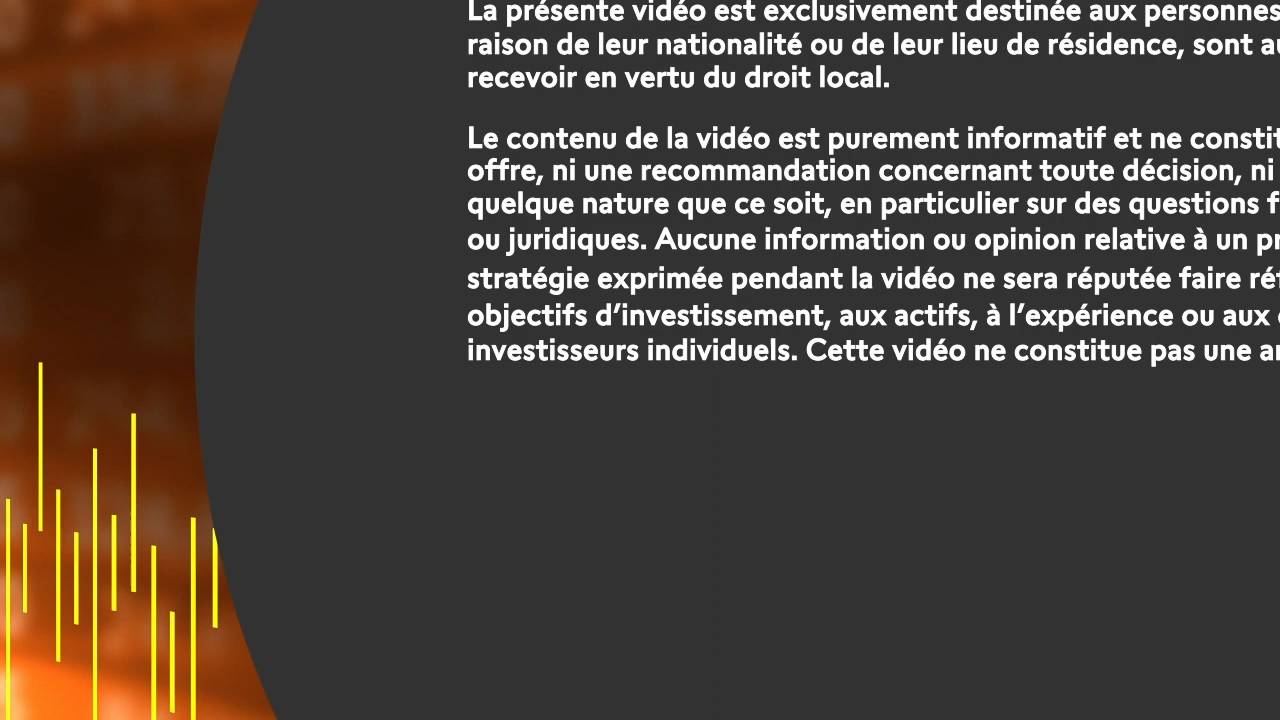 La présente vidéo est exclusivement destinée aux personnes
raison de leur nationalité ou de leur lieu de résidence, sont
recevoir en vertu du droit local.
Le contenu de la vidéo est purement informatif et ne
offre, ni une recommandation concernant toute décision, ni
quelque nature que ce soit, en particulier sur des questions
ou juridiques. Aucune information ou opinion relative à un
stratégie exprimée pendant la vidéo ne sera réputée faire
objectifs d’investissement, aux actifs, à l’expérience ou aux
investisseurs individuels. Cette vidéo ne constitue pas une